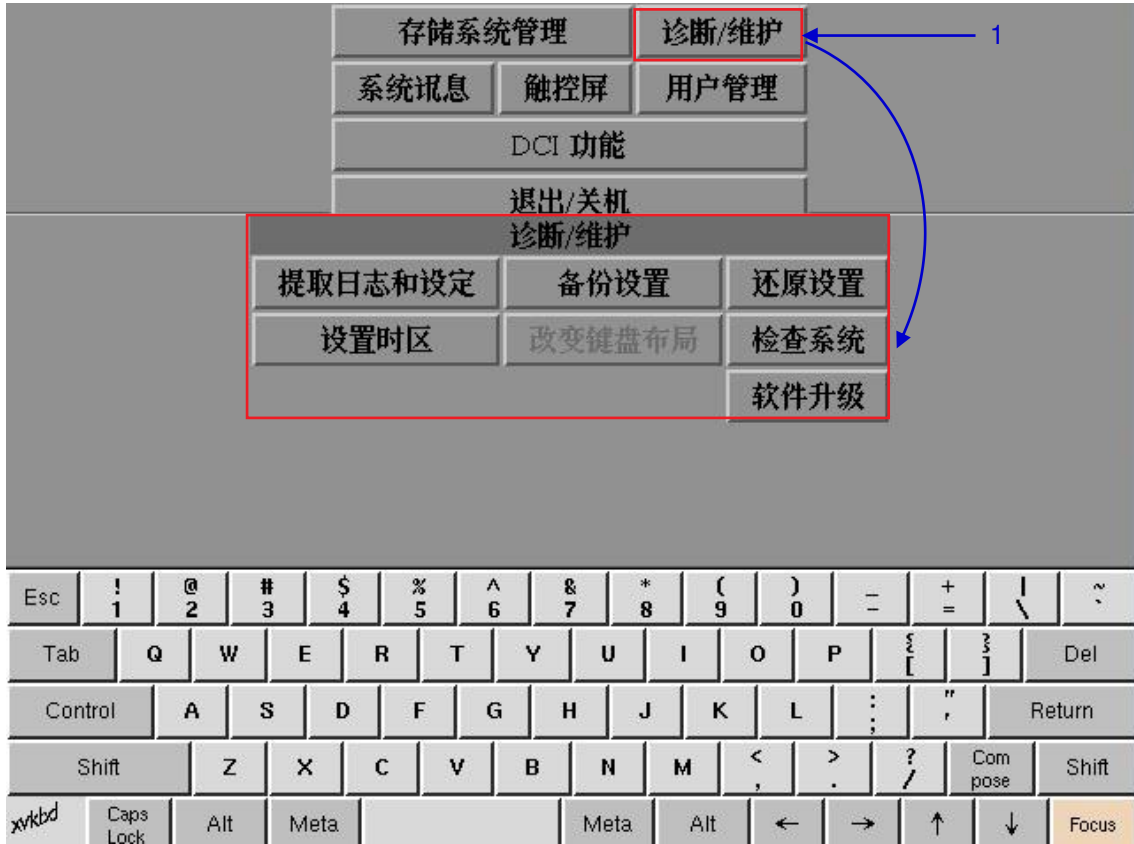 存储系统管理 诊断/维护 1
系统讯息 触控屏 用户管理
DCI 功能
退出/关机
诊断/维护
提取日志和设定 备份设置 还原设置
设置时区 改变键盘布局 检查系统
软件升级
Esc ! 1 @ 2 # 3 $ 4 % 5 ^ 6 & 7 * 8 ( 9 ) 0 _ - + = | \ ~ `
Tab Q W E R T Y U I O P { [ } ] Del
Control A S D F G H J K L : ; " ' Return
Shift Z X C V B N M < , > . ? / Com pose Shift
xvkbd Caps Lock Alt Meta Meta Alt ← → ↑ ↓ Focus